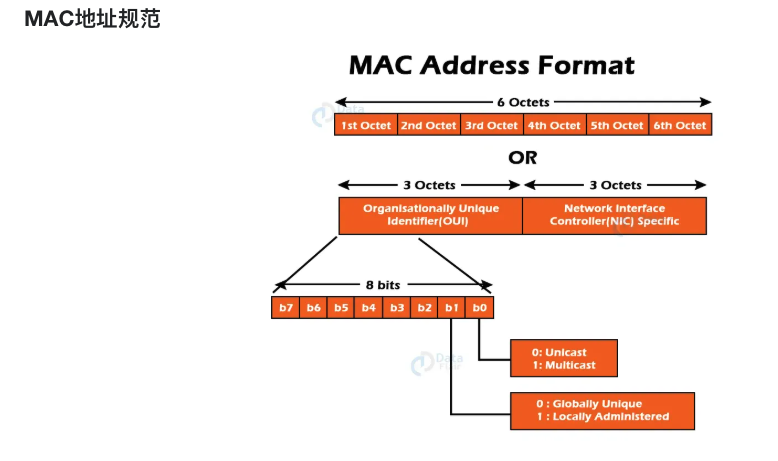 MAC地址规范
MAC Address Format
6 Octets
1st Octet 2nd Octet 3rd Octet 4th Octet 5th Octet 6th Octet
OR
3 Octets 3 Octets
Organisationally Unique
Identifier(OUI)
Network Interface
Controller(NIC) Specific
8 bits
b7 b6 b5 b4 b3 b2 b1 b0
0: Unicast
1: Multicast
Data
0 : Globally Unique
1 : Locally Administered